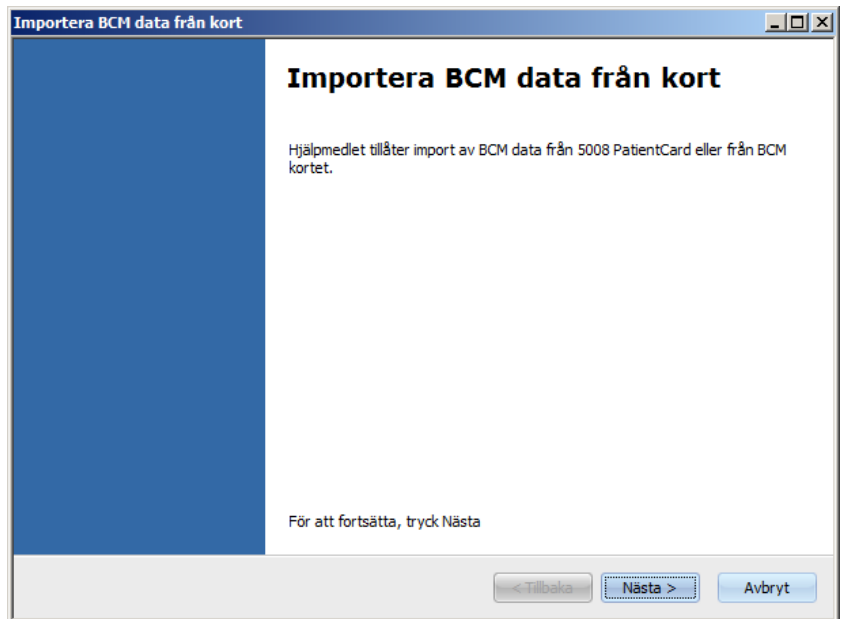 Importera BCM data från kort
Importera BCM data från kort
Hjälpmedlet tillåter import av BCM data från 5008 PatientCard eller från BCM
kortet.
För att fortsätta, tryck Nästa
< Tillbaka Nästa > Avbryt